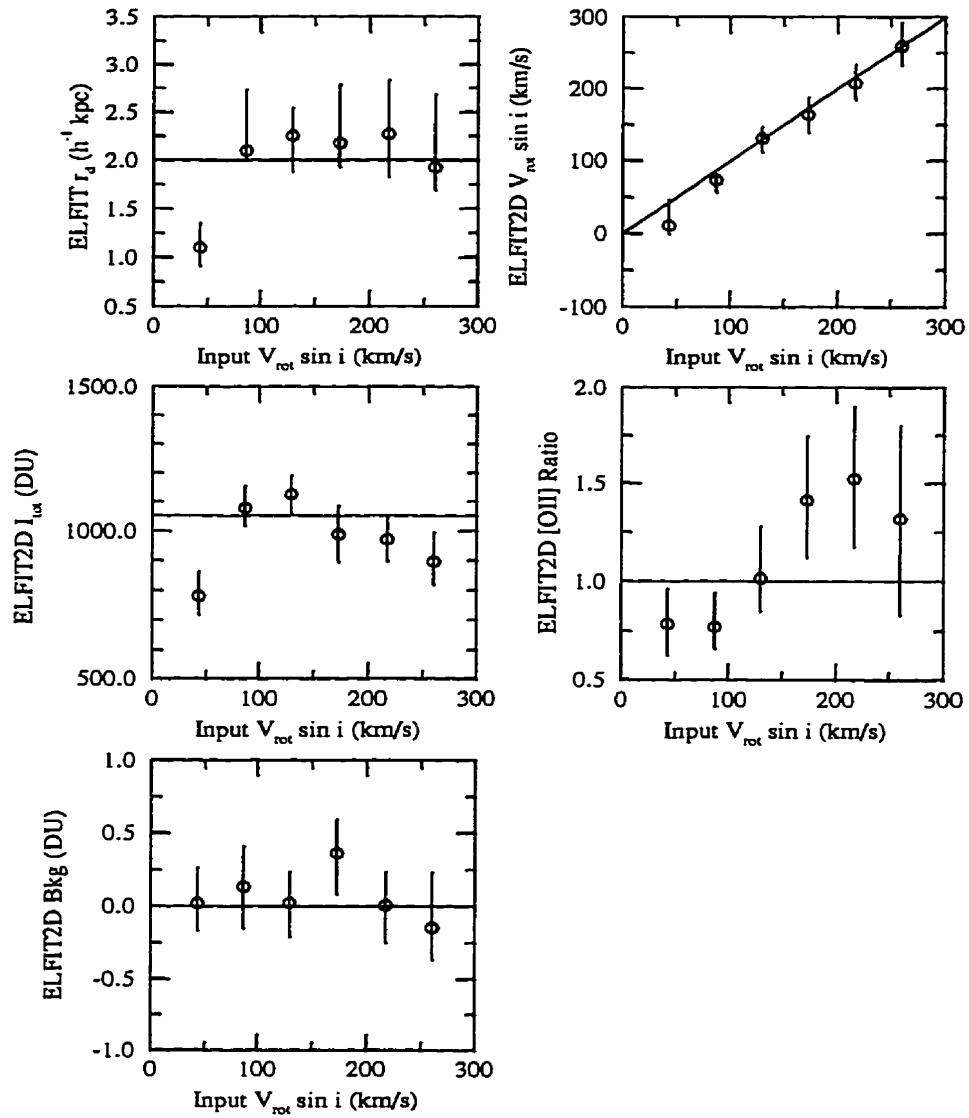 3.5
3.0
2.5
2.0
1.5
1.0
0.5
ELFIT r_d (h^-1 kpc)
0 100 200 300
Input V_rot sin i (km/s)
300
200
100
0
-100
ELFIT2D V_rot sin i (km/s)
0 100 200 300
Input V_rot sin i (km/s)
1500.0
1000.0
500.0
ELFIT2D I_tot (DU)
0 100 200 300
Input V_rot sin i (km/s)
2.0
1.5
1.0
0.5
ELFIT2D [OII] Ratio
0 100 200 300
Input V_rot sin i (km/s)
1.0
0.5
0.0
-0.5
-1.0
ELFIT2D Bkg (DU)
0 100 200 300
Input V_rot sin i (km/s)